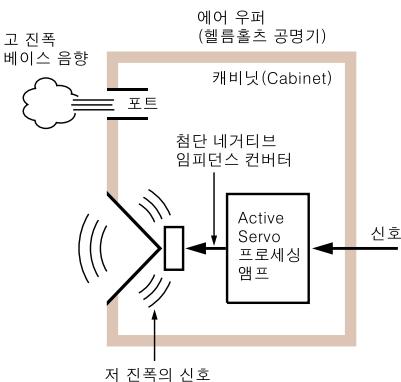 에어 우퍼
(헬름홀츠 공명기)
고 진폭
베이스 음향
캐비닛(Cabinet)
포트
첨단 네거티브
임피던스 컨버터
Active
Servo
프로세싱
앰프
신호
저 진폭의 신호